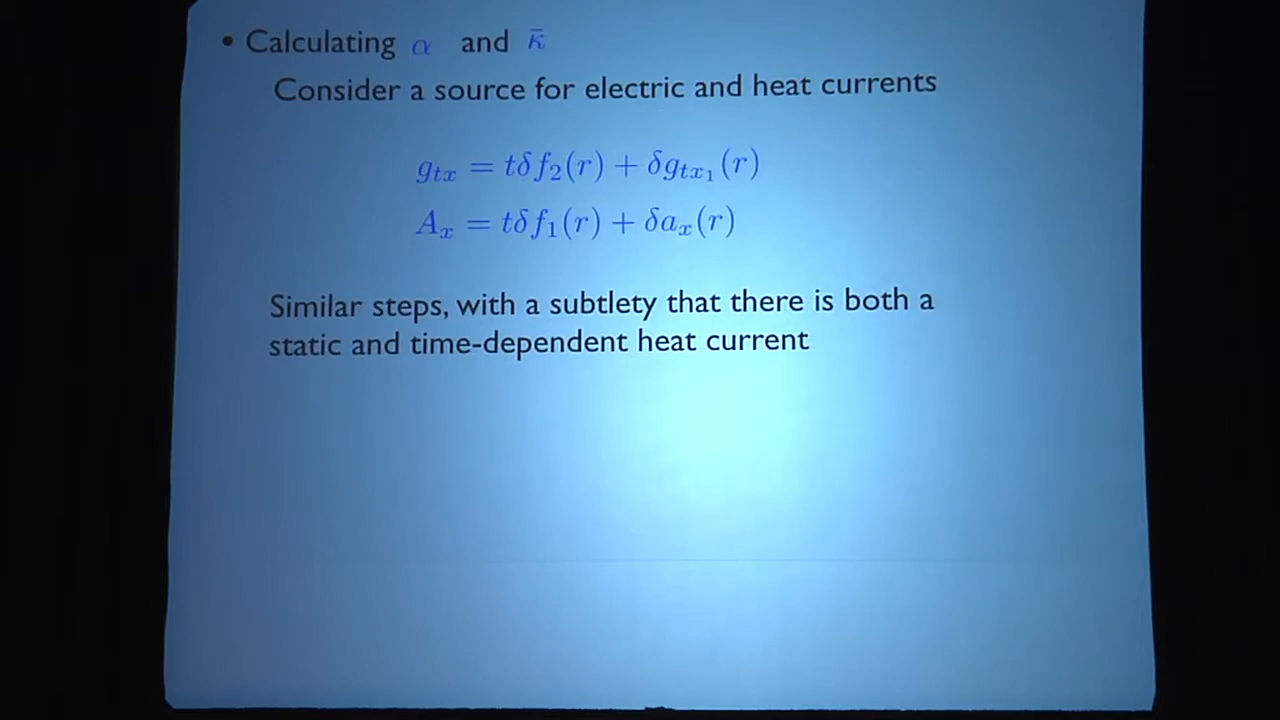 • Calculating α and κ̄
Consider a source for electric and heat currents
g_{tx} = tδf_2(r) + δg_{tx_1}(r)
A_x = tδf_1(r) + δa_x(r)
Similar steps, with a subtlety that there is both a
static and time-dependent heat current